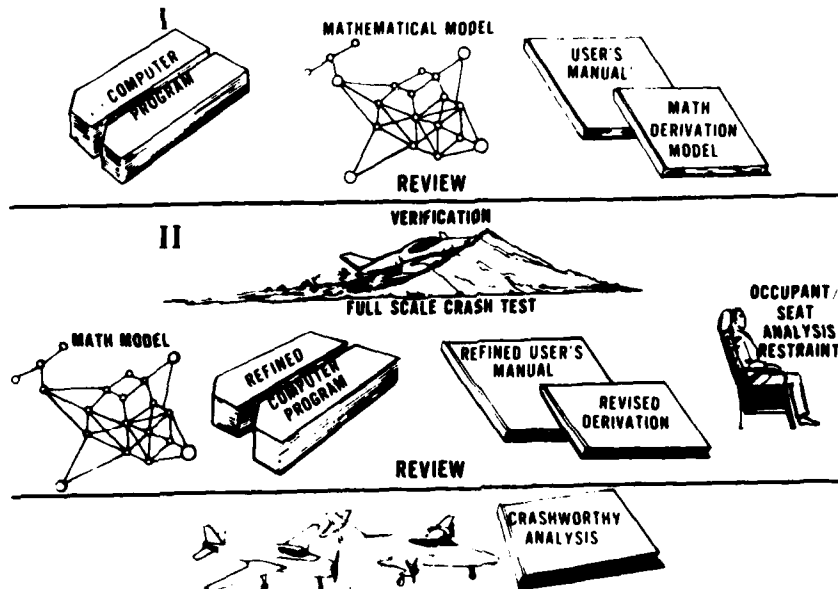 I
COMPUTER
PROGRAM
MATHEMATICAL MODEL
USER'S
MANUAL
MATH
DERIVATION
MODEL
REVIEW
II
VERIFICATION
FULL SCALE CRASH TEST
MATH MODEL
REFINED
COMPUTER
PROGRAM
REFINED USER'S
MANUAL
REVISED
DERIVATION
OCCUPANT/
SEAT
ANALYSIS
RESTRAINT
REVIEW
CRASHWORTHY
ANALYSIS